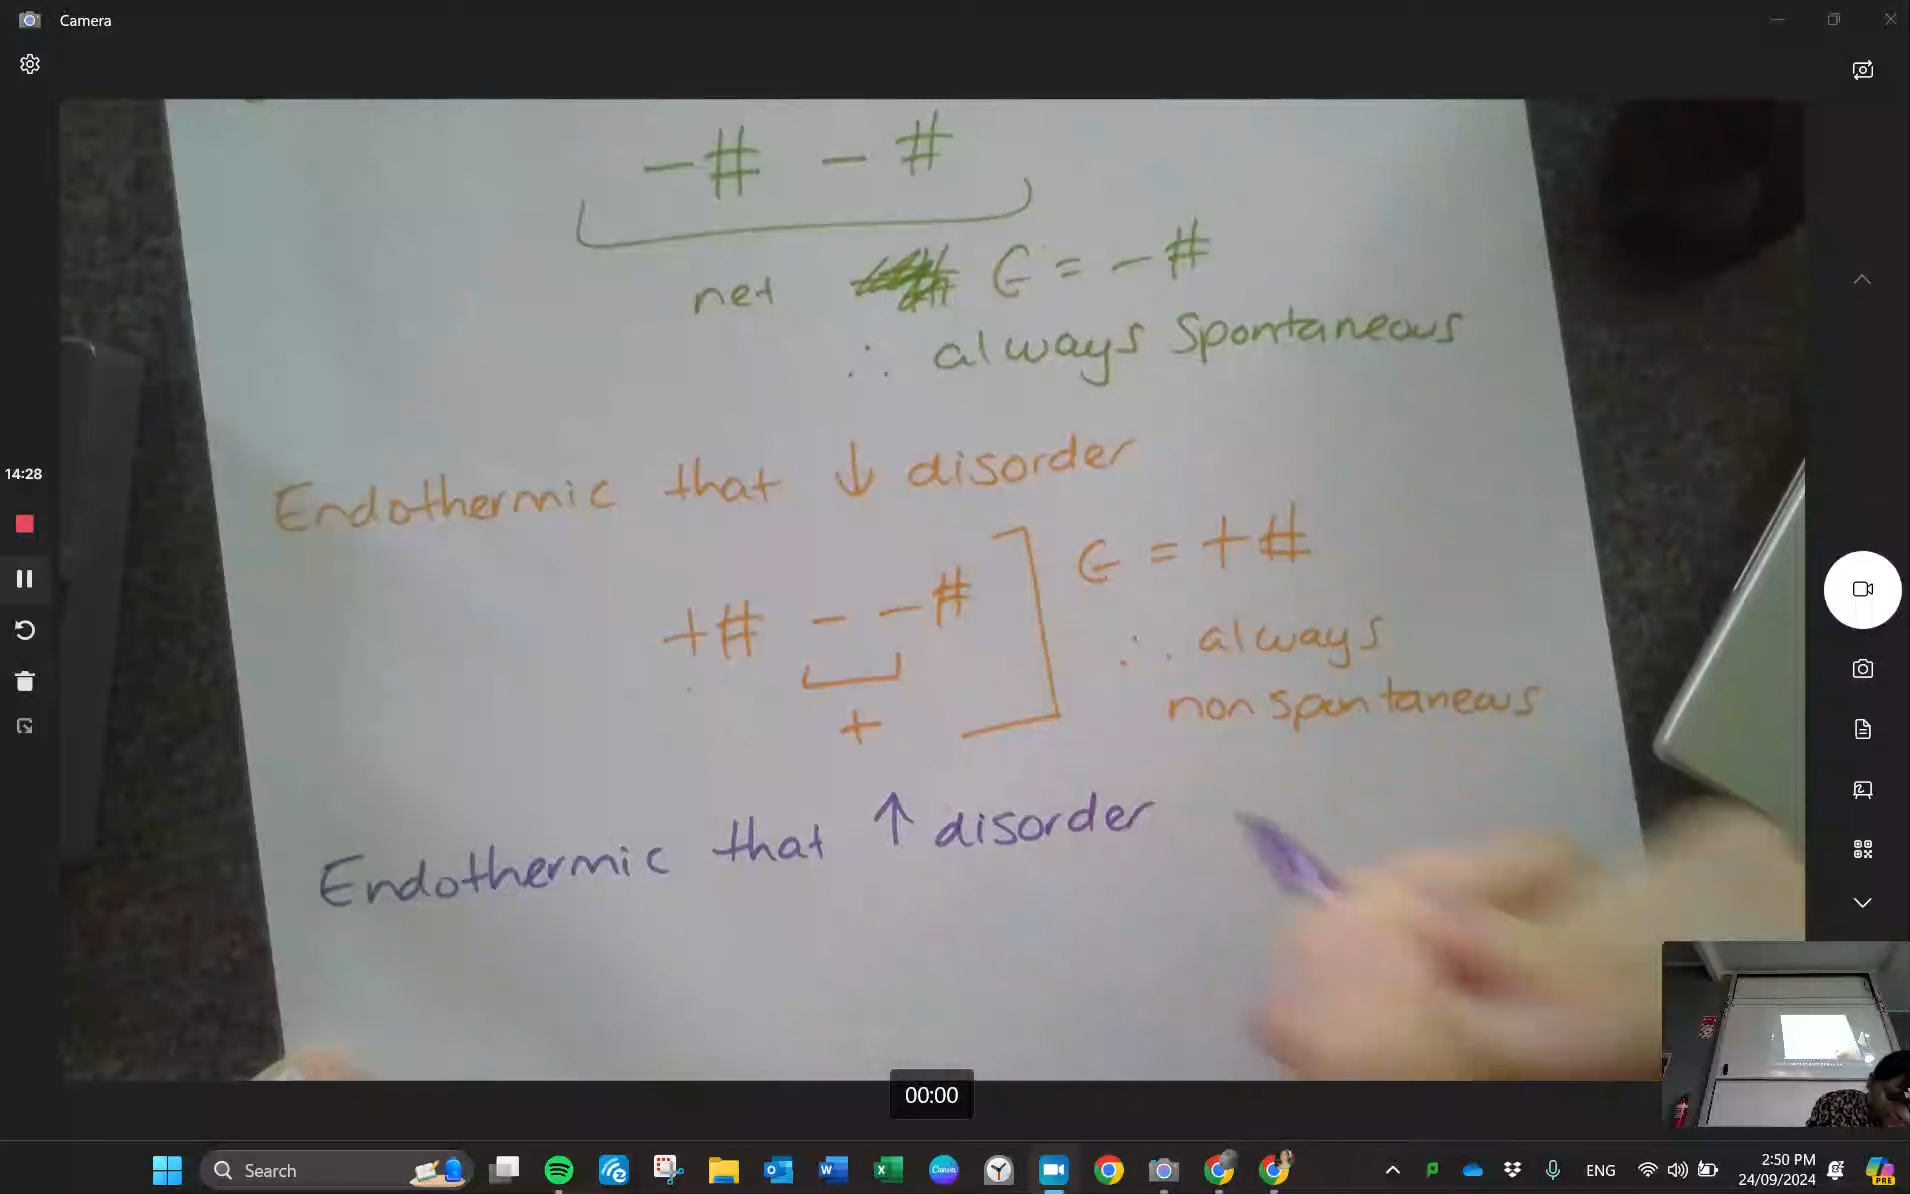 Camera
-# - #
net G = -#
∴ always Spontaneous
Endothermic that ↓ disorder
+# - -#
+
G = +#
∴ always
non spontaneous
Endothermic that ↑ disorder
14:28
00:00
Search
ENG
2:50 PM
24/09/2024
PRE